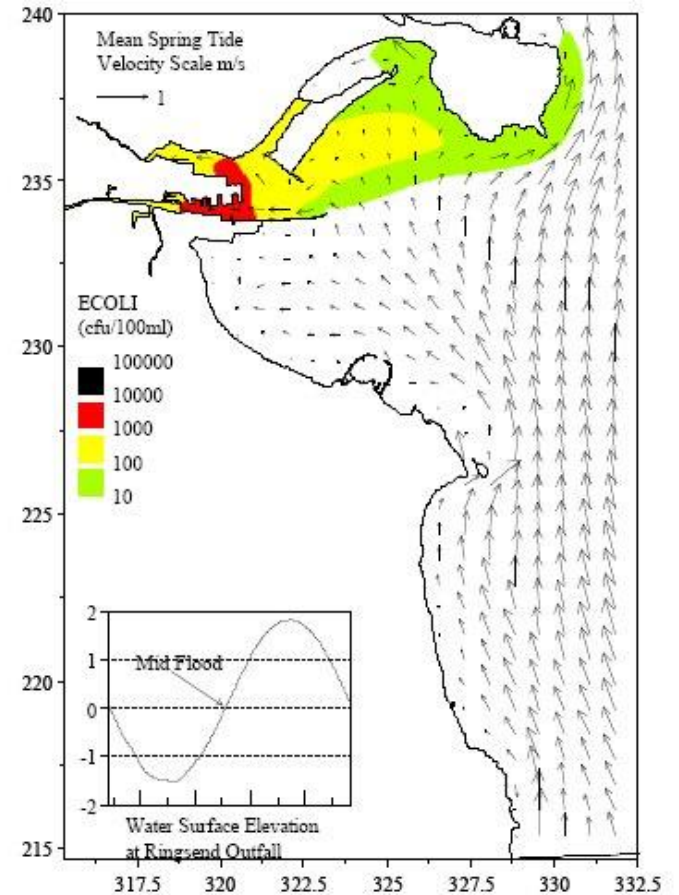 240
Mean Spring Tide
Velocity Scale m/s
1
235
ECOLI
(cfu/100ml)
230
100000
10000
1000
100
10
225
2
1
Mid Flood
0
-1
-2
220
Water Surface Elevation
at Ringsend Outfall
215
317.5 320 322.5 325 327.5 330 332.5